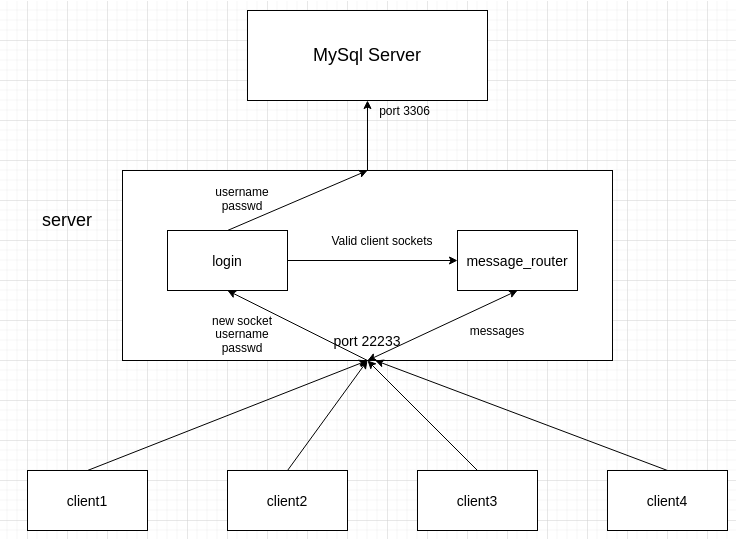 MySql Server
port 3306
username
passwd
server
Valid client sockets
login
message_router
new socket
username
passwd
port 22233
messages
client1
client2
client3
client4